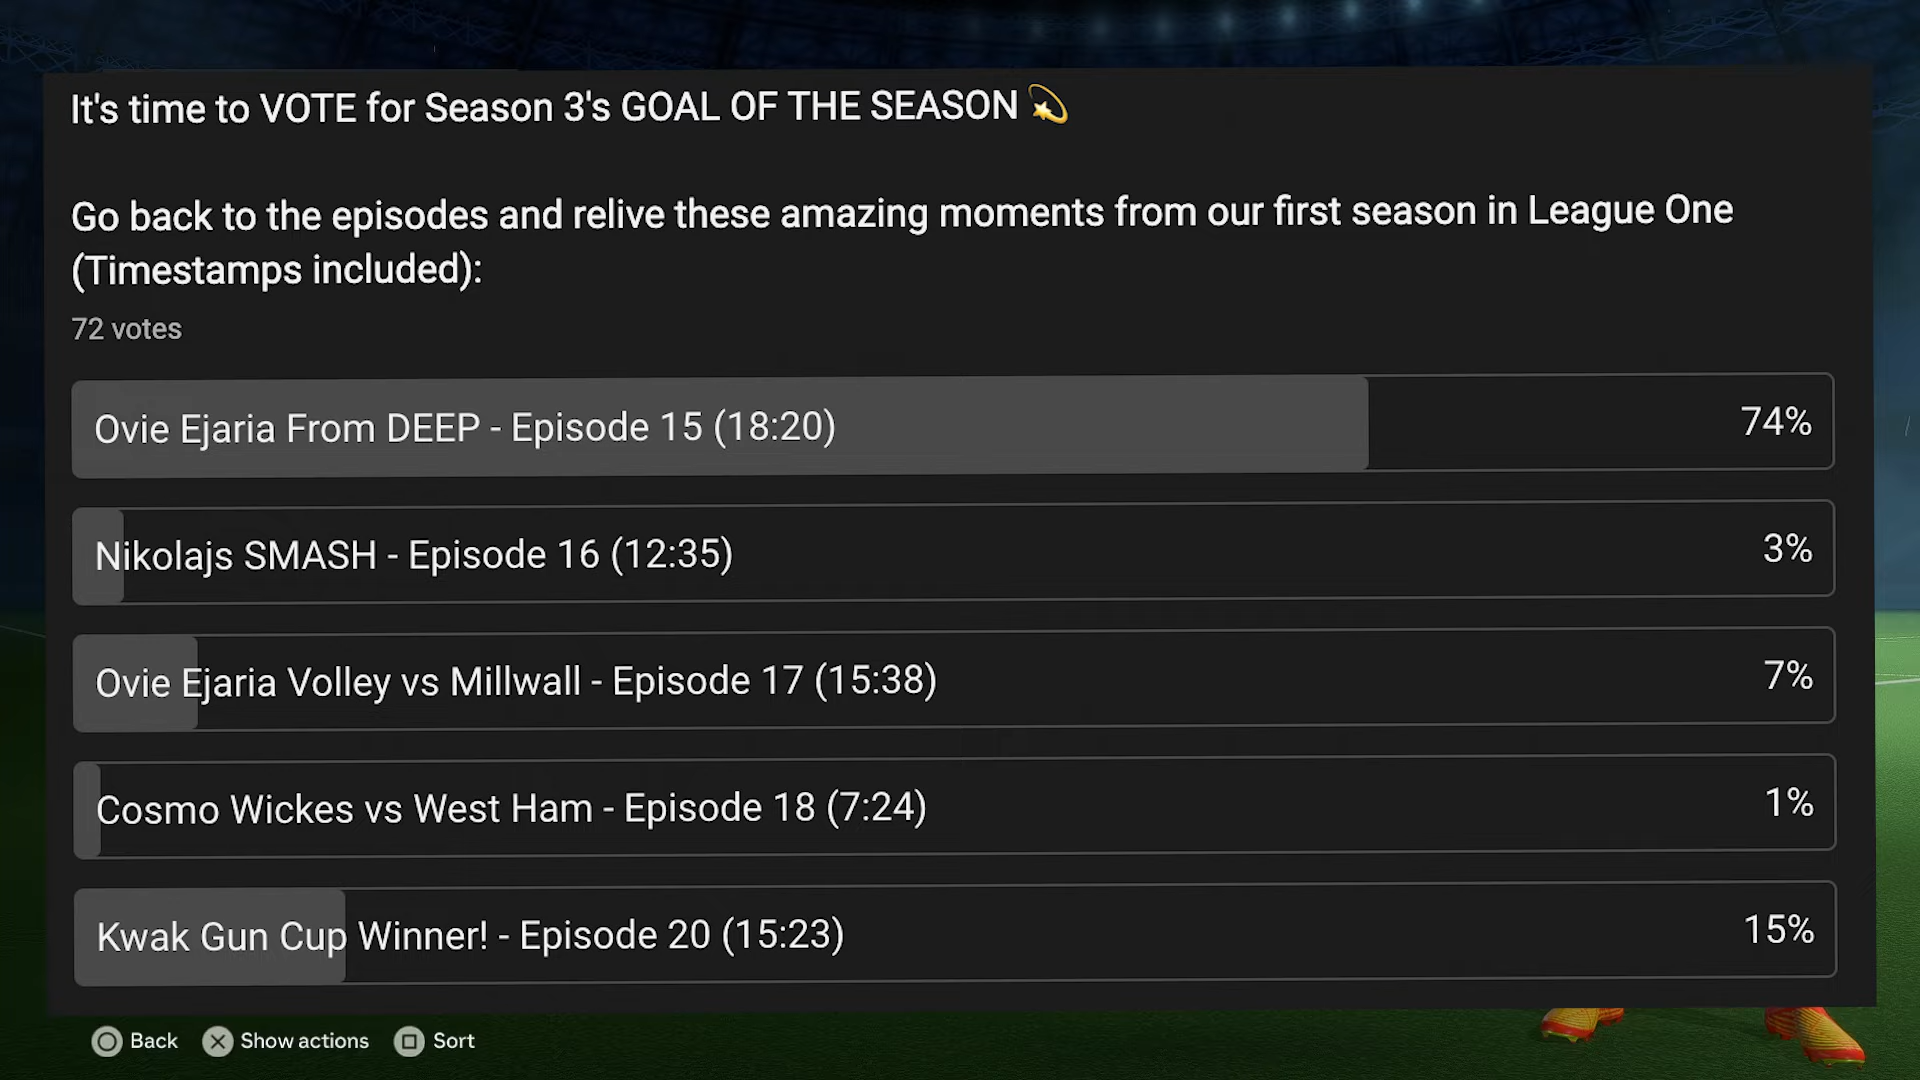 It's time to VOTE for Season 3's GOAL OF THE SEASON 💫
Go back to the episodes and relive these amazing moments from our first season in League One
(Timestamps included):
72 votes
Ovie Ejaria From DEEP - Episode 15 (18:20)
74%
Nikolajs SMASH - Episode 16 (12:35)
3%
Ovie Ejaria Volley vs Millwall - Episode 17 (15:38)
7%
Cosmo Wickes vs West Ham - Episode 18 (7:24)
1%
Kwak Gun Cup Winner! - Episode 20 (15:23)
15%
Back Show actions Sort